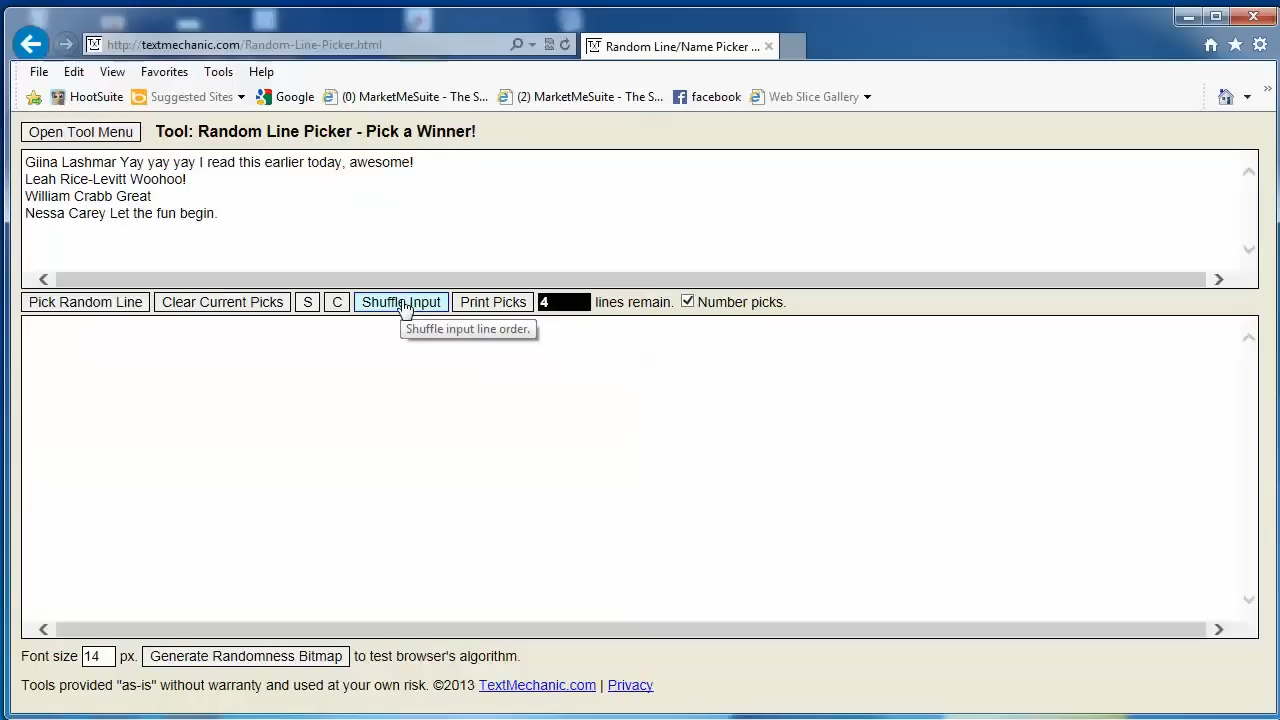 http://textmechanic.com/Random-Line-Picker.html
Random Line/Name Picker ...
File Edit View Favorites Tools Help
HootSuite Suggested Sites Google (0) MarketMeSuite - The S... (2) MarketMeSuite - The S... facebook Web Slice Gallery
Open Tool Menu Tool: Random Line Picker - Pick a Winner!
Giina Lashmar Yay yay yay I read this earlier today, awesome!
Leah Rice-Levitt Woohoo!
William Crabb Great
Nessa Carey Let the fun begin.
Pick Random Line Clear Current Picks S C Shuffle Input Print Picks 4 lines remain. Number picks.
Shuffle input line order.
Font size 14 px. Generate Randomness Bitmap to test browser's algorithm.
Tools provided "as-is" without warranty and used at your own risk. ©2013 TextMechanic.com | Privacy